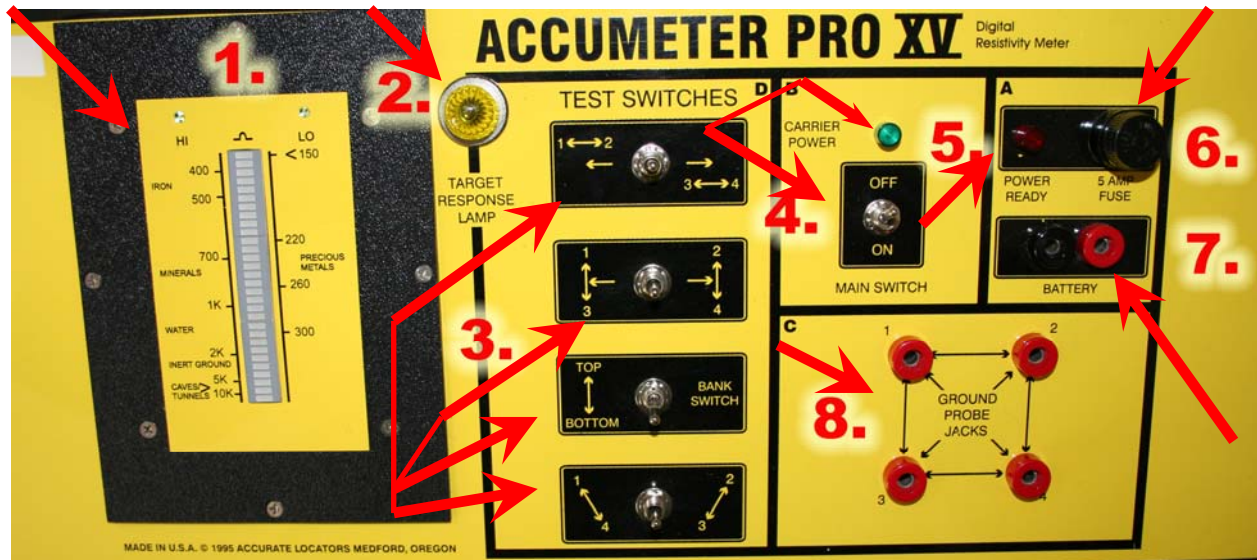 ACCUMETER PRO XV
Digital
Resistivity Meter
1.
HI
LO
400
500
700
1K
2K
5K
10K
<150
220
260
300
IRON
MINERALS
PRECIOUS
METALS
WATER
INERT GROUND
CAVES/>
TUNNELS
2.
TARGET
RESPONSE
LAMP
D
TEST SWITCHES
1 ↔ 2
← →
3 ↔ 4
3.
1 2
← →
3 4
TOP
BOTTOM
BANK
SWITCH
1 2
4 3
B
CARRIER
POWER
4.
OFF
ON
MAIN SWITCH
A
5.
POWER
READY
5 AMP
FUSE
6.
BATTERY
7.
C
8.
1 2
GROUND
PROBE
JACKS
3 4
MADE IN U.S.A. © 1995 ACCURATE LOCATORS MEDFORD, OREGON